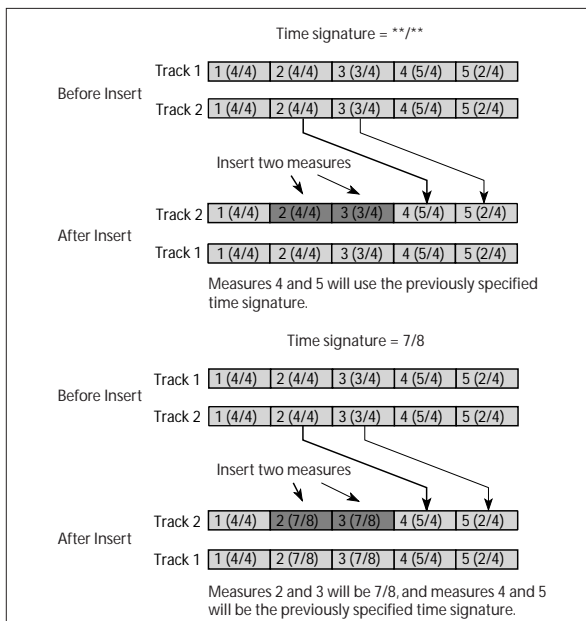 Time signature = **/**
Track 1 1 (4/4) 2 (4/4) 3 (3/4) 4 (5/4) 5 (2/4)
Before Insert
Track 2 1 (4/4) 2 (4/4) 3 (3/4) 4 (5/4) 5 (2/4)
Insert two measures
Track 2 1 (4/4) 2 (4/4) 3 (3/4) 4 (5/4) 5 (2/4)
After Insert
Track 1 1 (4/4) 2 (4/4) 3 (3/4) 4 (5/4) 5 (2/4)
Measures 4 and 5 will use the previously specified
time signature.
Time signature = 7/8
Track 1 1 (4/4) 2 (4/4) 3 (3/4) 4 (5/4) 5 (2/4)
Before Insert
Track 2 1 (4/4) 2 (4/4) 3 (3/4) 4 (5/4) 5 (2/4)
Insert two measures
Track 2 1 (4/4) 2 (7/8) 3 (7/8) 4 (5/4) 5 (2/4)
After Insert
Track 1 1 (4/4) 2 (7/8) 3 (7/8) 4 (5/4) 5 (2/4)
Measures 2 and 3 will be 7/8, and measures 4 and 5
will be the previously specified time signature.